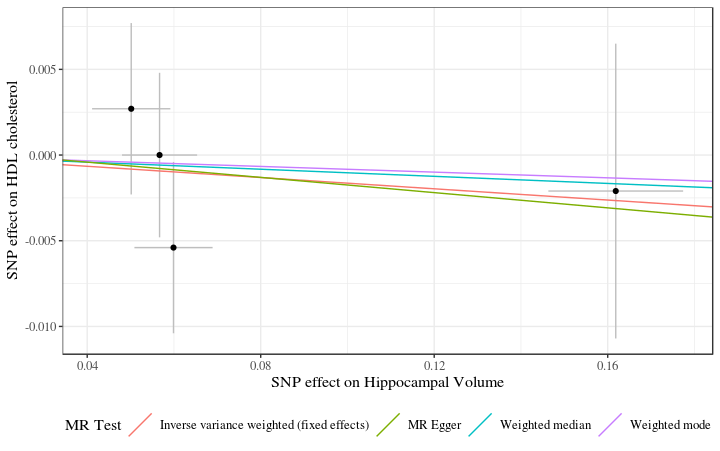 SNP effect on HDL cholesterol
0.005
0.000
-0.005
-0.010
0.04 0.08 0.12 0.16
SNP effect on Hippocampal Volume
MR Test Inverse variance weighted (fixed effects) MR Egger Weighted median Weighted mode